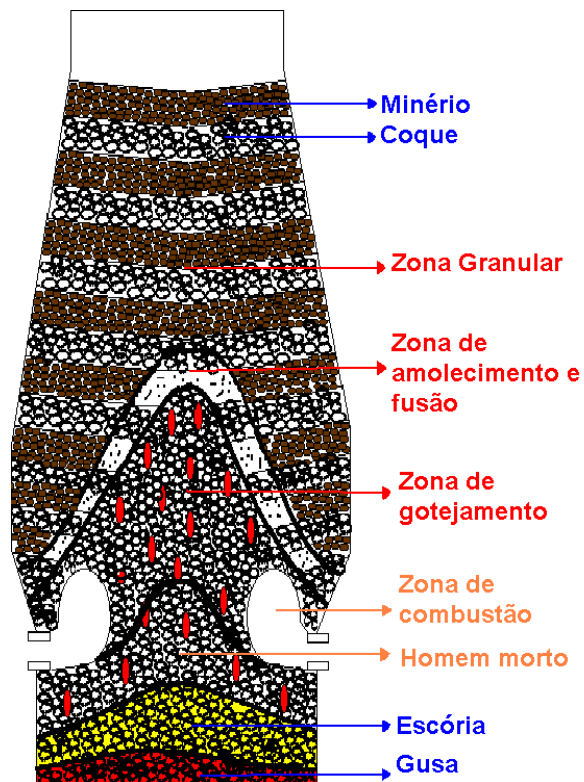 Minério
Coque
Zona Granular
Zona de
amolecimento e
fusão
Zona de
gotejamento
Zona de
combustão
Homem morto
Escória
Gusa